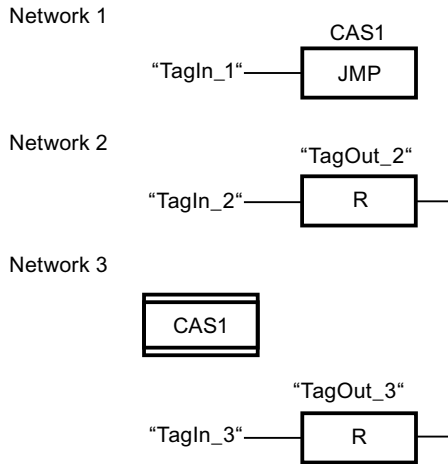 Network 1
CAS1
“TagIn_1“
JMP
Network 2
“TagOut_2“
“TagIn_2“
R
Network 3
CAS1
“TagOut_3“
“TagIn_3“
R